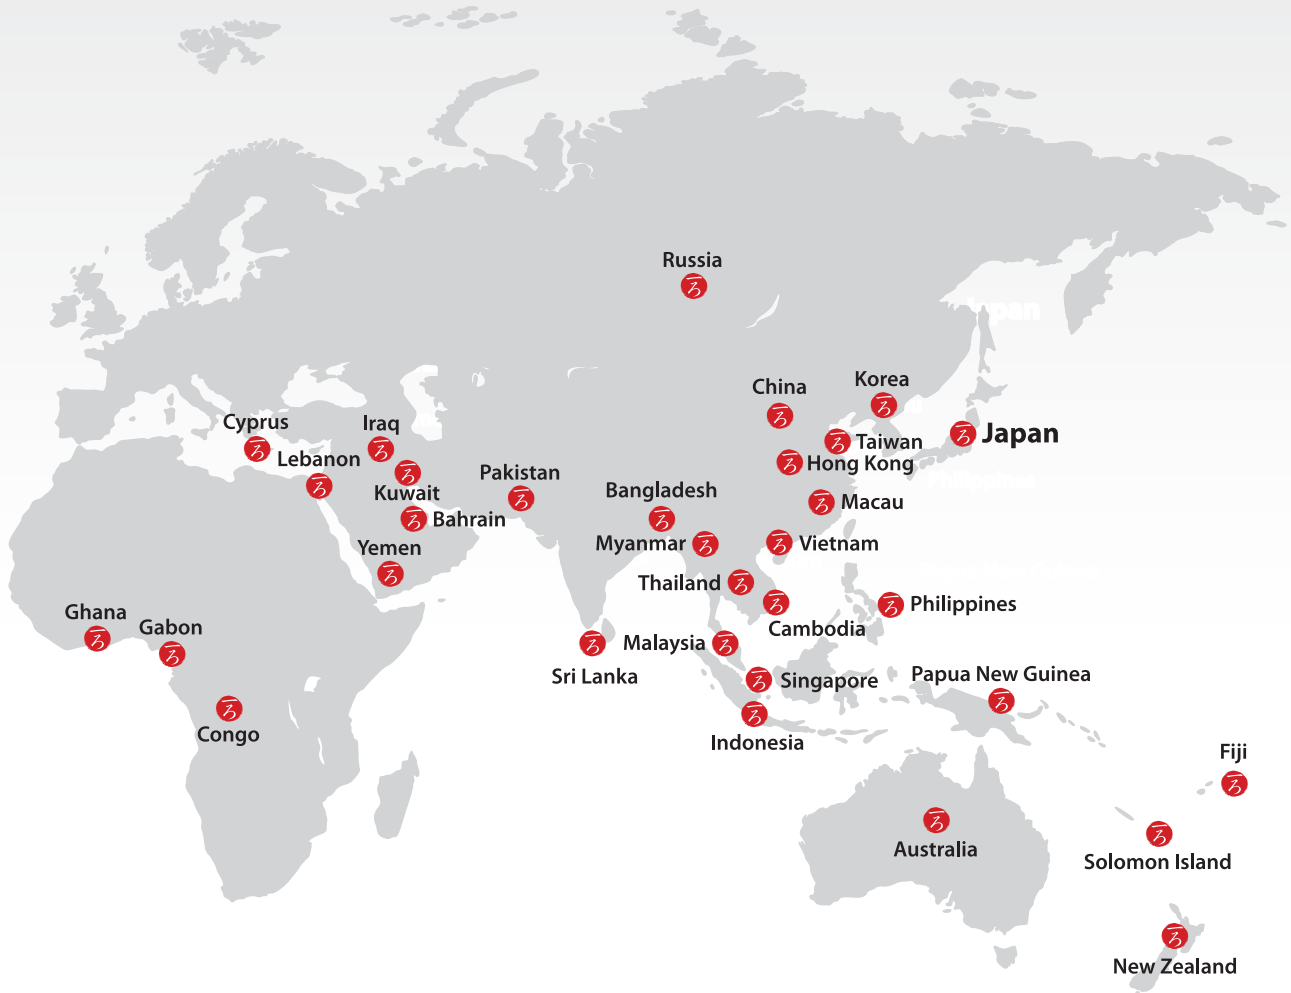 Russia
Japan
China
Korea
Cyprus
Iraq
Taiwan
Japan
Lebanon
Hong Kong
Pakistan
Philippines
Kuwait
Bangladesh
Macau
Bahrain
Myanmar
Vietnam
Yemen
Thailand
Philippines
Ghana
Gabon
Cambodia
Malaysia
Sri Lanka
Singapore
Papua New Guinea
Congo
Indonesia
Fiji
Australia
Solomon Island
New Zealand